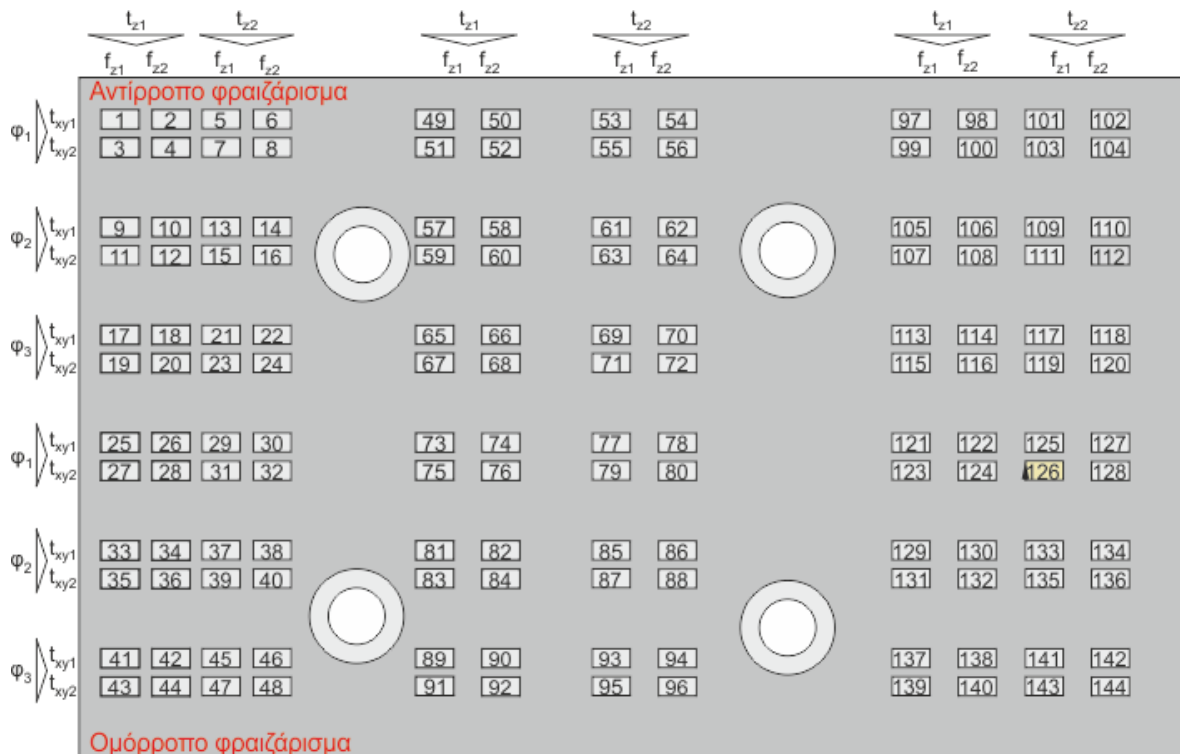 t_z1 t_z2 t_z1 t_z2 t_z1 t_z2
f_z1 f_z2 f_z1 f_z2 f_z1 f_z2 f_z1 f_z2 f_z1 f_z2 f_z1 f_z2
Αντίρροπο φραιζάρισμα
φ_1 t_xy1 1 2 5 6 49 50 53 54 97 98 101 102
t_xy2 3 4 7 8 51 52 55 56 99 100 103 104
φ_2 t_xy1 9 10 13 14 57 58 61 62 105 106 109 110
t_xy2 11 12 15 16 59 60 63 64 107 108 111 112
φ_3 t_xy1 17 18 21 22 65 66 69 70 113 114 117 118
t_xy2 19 20 23 24 67 68 71 72 115 116 119 120
φ_1 t_xy1 25 26 29 30 73 74 77 78 121 122 125 127
t_xy2 27 28 31 32 75 76 79 80 123 124 126 128
φ_2 t_xy1 33 34 37 38 81 82 85 86 129 130 133 134
t_xy2 35 36 39 40 83 84 87 88 131 132 135 136
φ_3 t_xy1 41 42 45 46 89 90 93 94 137 138 141 142
t_xy2 43 44 47 48 91 92 95 96 139 140 143 144
Ομόρροπο φραιζάρισμα